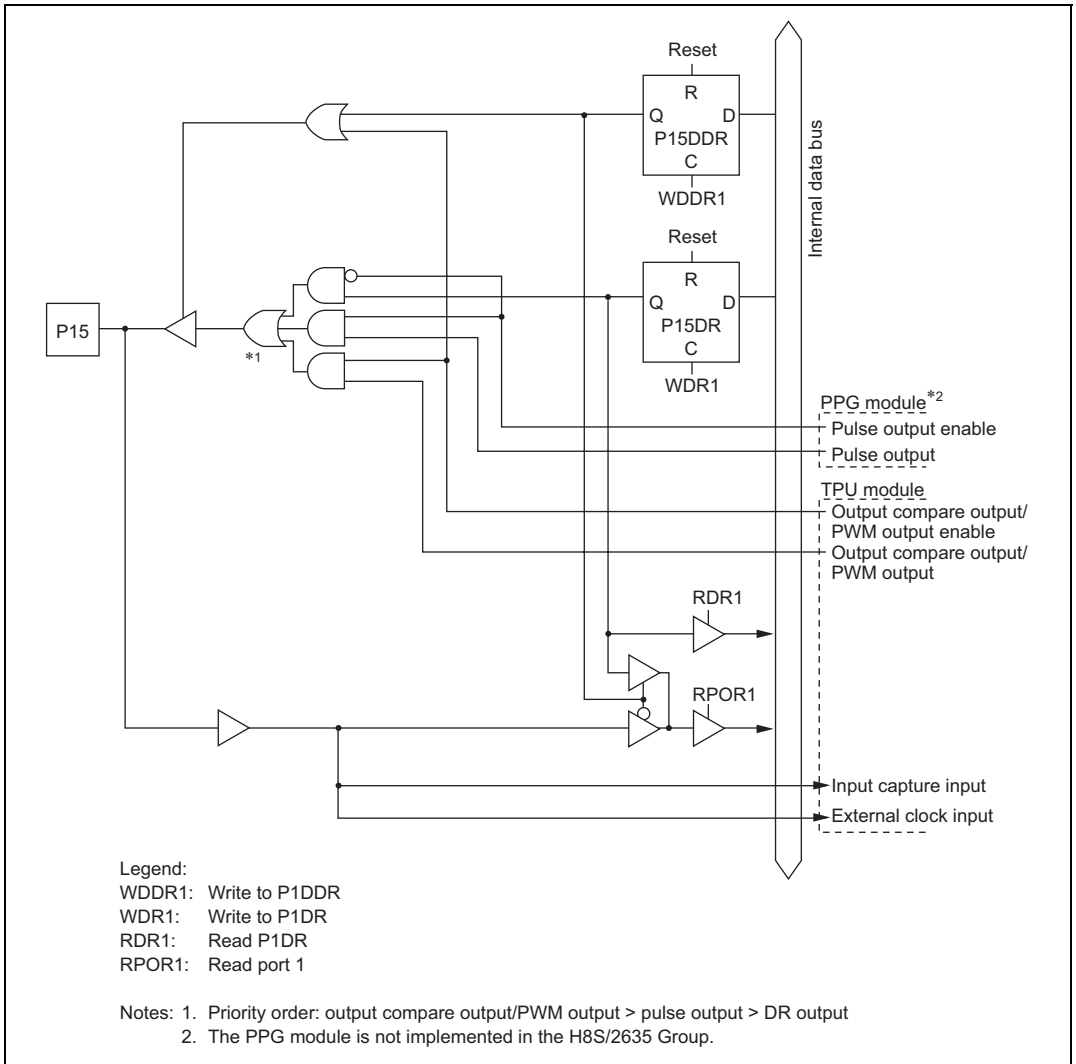 Reset
R
Q D
P15DDR
C
WDDR1
Internal data bus
Reset
R
Q D
P15DR
C
WDR1
P15
*1
PPG module*2
Pulse output enable
Pulse output
TPU module
Output compare output/
PWM output enable
Output compare output/
PWM output
RDR1
RPOR1
Input capture input
External clock input
Legend:
WDDR1: Write to P1DDR
WDR1: Write to P1DR
RDR1: Read P1DR
RPOR1: Read port 1
Notes: 1. Priority order: output compare output/PWM output > pulse output > DR output
2. The PPG module is not implemented in the H8S/2635 Group.